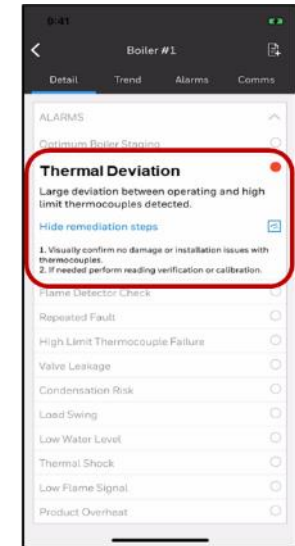 9:41
Boiler #1
Detail Trend Alarms Comms
ALARMS
Optimum Boiler Staging
Thermal Deviation
Large deviation between operating and high
limit thermocouples detected.
Hide remediation steps
1. Visually confirm no damage or installation issues with
thermocouples.
2. If needed perform reading verification or calibration.
Flame Detector Check
Repeated Fault
High Limit Thermocouple Failure
Valve Leakage
Condensation Risk
Load Swing
Low Water Level
Thermal Shock
Low Flame Signal
Product Overheat